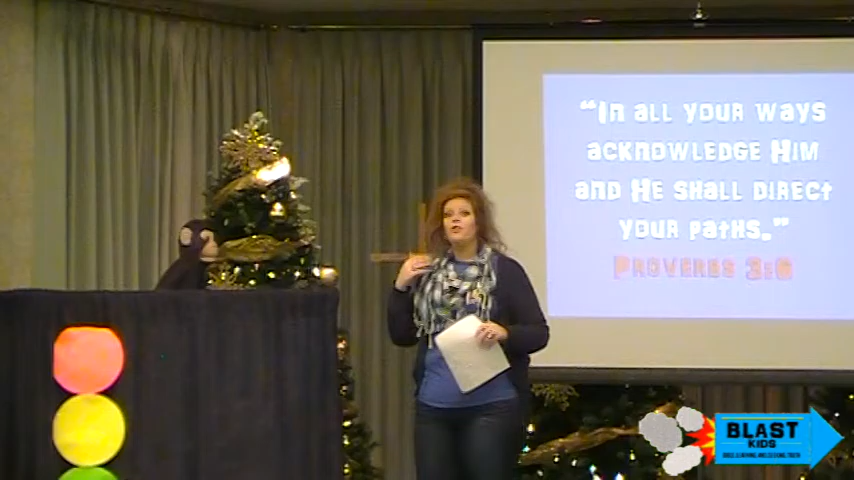 "In all your ways
acknowledge Him
and He shall direct
your paths."
Proverbs 3:6
BLAST
KIDS